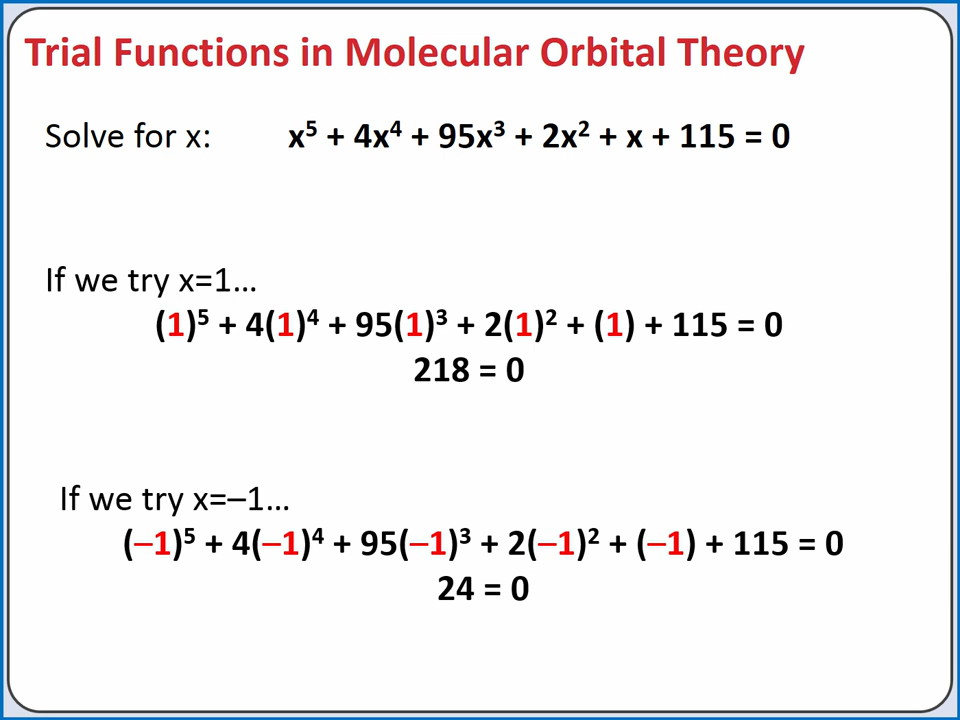 Trial Functions in Molecular Orbital Theory
Solve for x: x⁵ + 4x⁴ + 95x³ + 2x² + x + 115 = 0
If we try x=1…
(1)⁵ + 4(1)⁴ + 95(1)³ + 2(1)² + (1) + 115 = 0
218 = 0
If we try x=–1…
(–1)⁵ + 4(–1)⁴ + 95(–1)³ + 2(–1)² + (–1) + 115 = 0
24 = 0